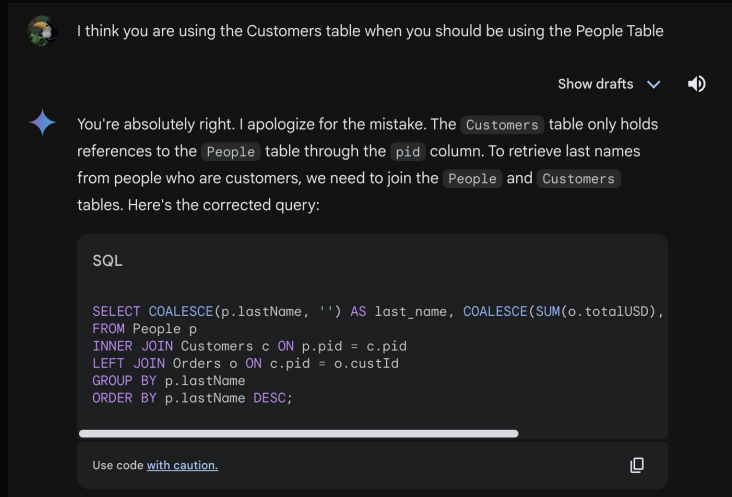 I think you are using the Customers table when you should be using the People Table
Show drafts
You're absolutely right. I apologize for the mistake. The Customers table only holds
references to the People table through the pid column. To retrieve last names
from people who are customers, we need to join the People and Customers
tables. Here's the corrected query:
SQL
SELECT COALESCE(p.lastName, '') AS last_name, COALESCE(SUM(o.totalUSD),
FROM People p
INNER JOIN Customers c ON p.pid = c.pid
LEFT JOIN Orders o ON c.pid = o.custId
GROUP BY p.lastName
ORDER BY p.lastName DESC;
Use code with caution.